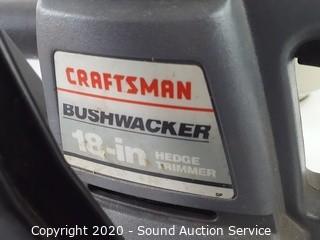 CRAFTSMAN
BUSHWACKER
18-in HEDGE
TRIMMER
Copyright © 2020 - Sound Auction Service